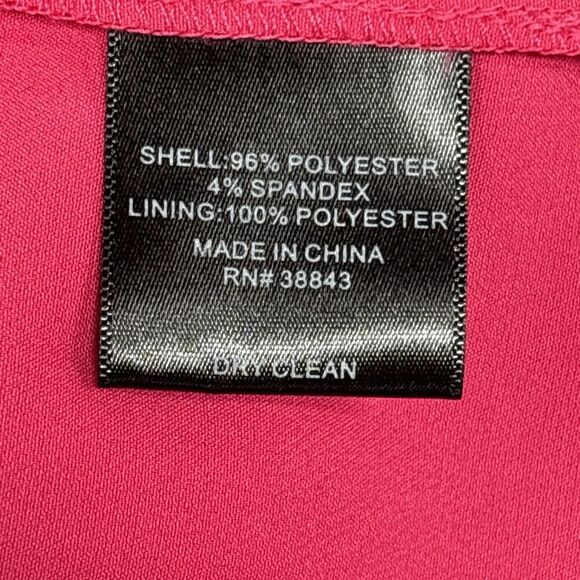 SHELL:96% POLYESTER
4% SPANDEX
LINING:100% POLYESTER
MADE IN CHINA
RN# 38843
DRY CLEAN